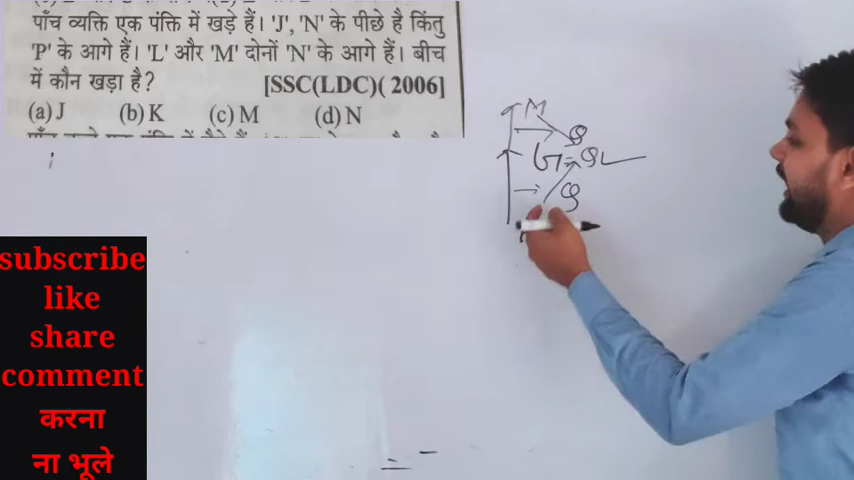 पाँच व्यक्ति एक पंक्ति में खड़े हैं। 'J', 'N' के पीछे है किंतु
'P' के आगे हैं। 'L' और 'M' दोनों 'N' के आगे हैं। बीच
में कौन खड़ा है?
[SSC(LDC)( 2006]
(a) J (b) K (c) M (d) N
M
subscribe
like
share
comment
करना
ना भूले